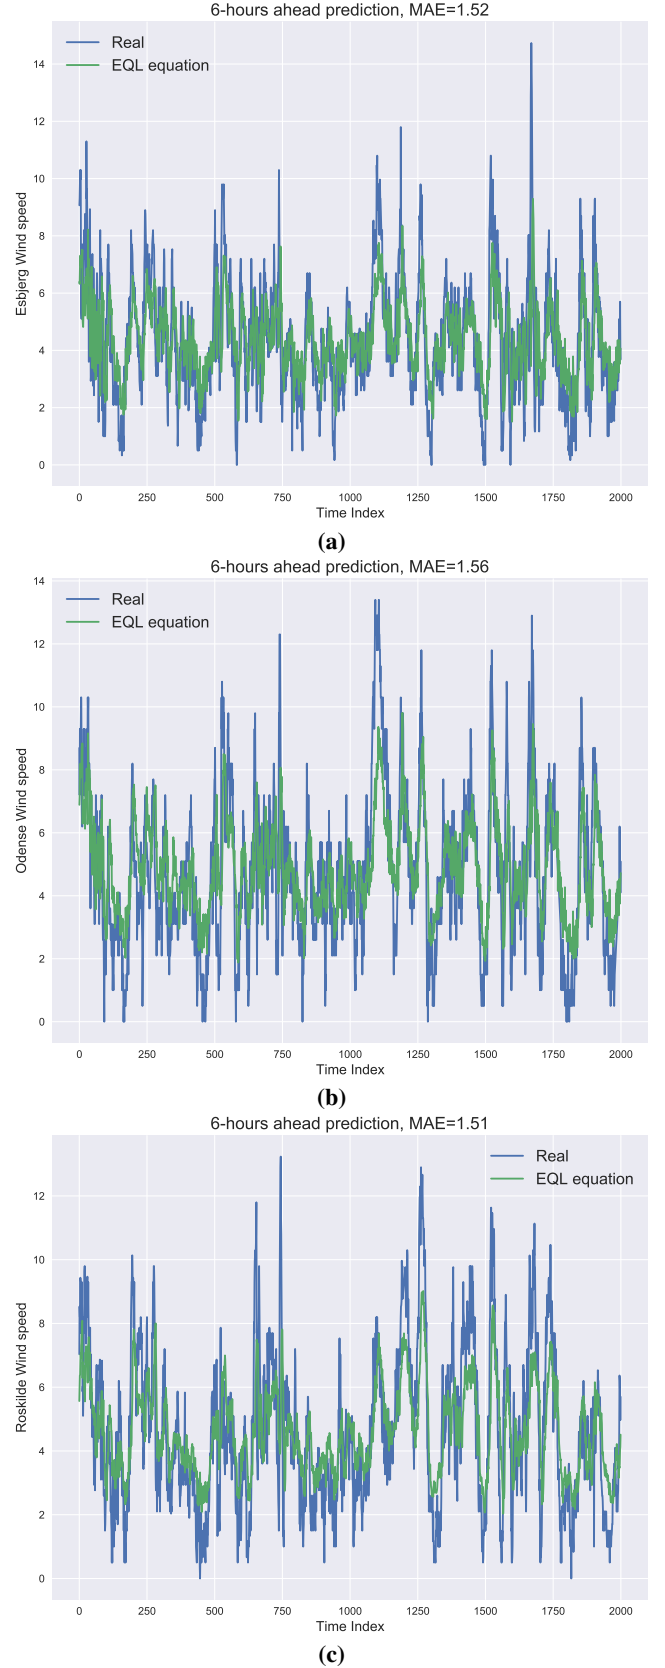 6-hours ahead prediction, MAE=1.52
Real
EQL equation
14
12
10
8
6
4
2
0
Esbjerg Wind speed
0 250 500 750 1000 1250 1500 1750 2000
Time Index
(a)
6-hours ahead prediction, MAE=1.56
14
Real
EQL equation
12
10
8
6
4
2
0
Odense Wind speed
0 250 500 750 1000 1250 1500 1750 2000
Time Index
(b)
6-hours ahead prediction, MAE=1.51
Real
EQL equation
12
10
8
6
4
2
0
Roskilde Wind speed
0 250 500 750 1000 1250 1500 1750 2000
Time Index
(c)